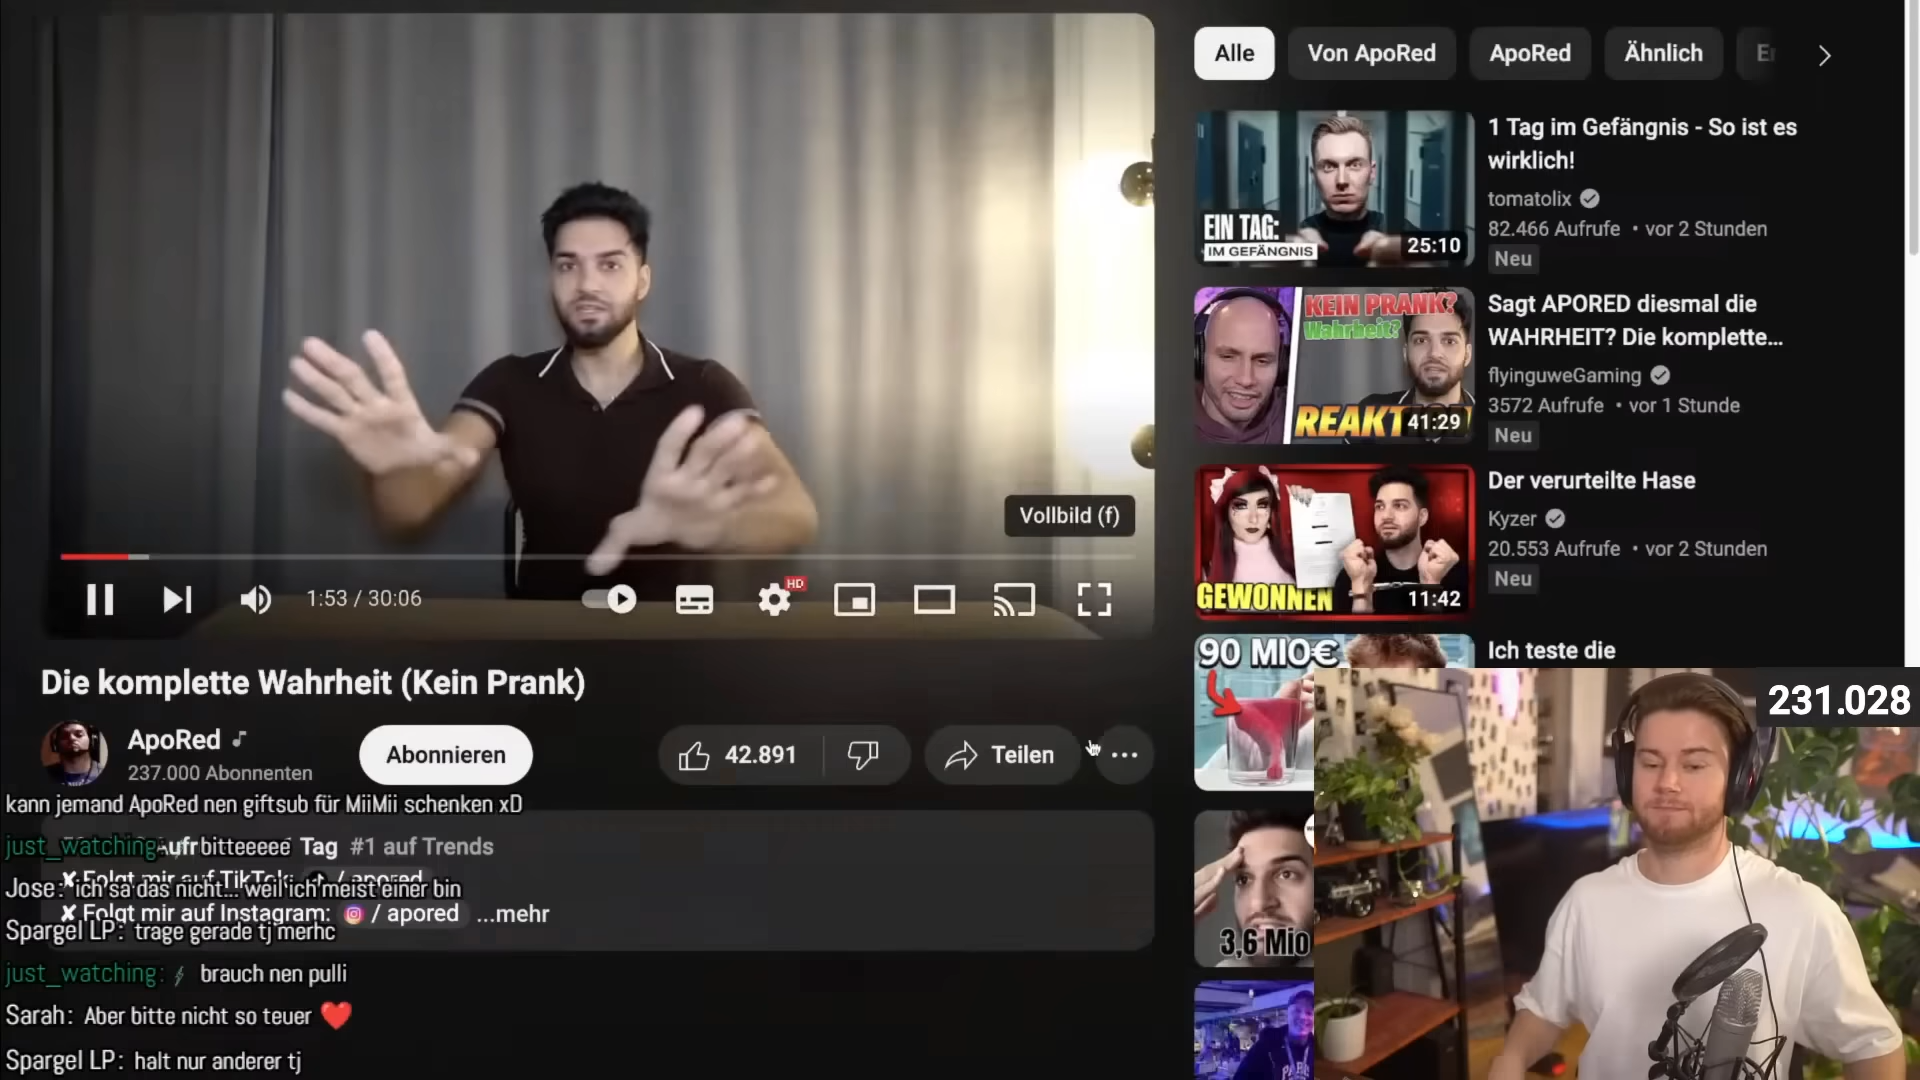 Alle
Von ApoRed
ApoRed
Ähnlich
1 Tag im Gefängnis - So ist es
wirklich!
tomatolix
82.466 Aufrufe • vor 2 Stunden
Neu
EIN TAG:
IM GEFÄNGNIS
25:10
Sagt APORED diesmal die
WAHRHEIT? Die komplette...
flyinguweGaming
3572 Aufrufe • vor 1 Stunde
Neu
KEIN PRANK?
Wahrheit?
REAKT
41:29
Der verurteilte Hase
Kyzer
20.553 Aufrufe • vor 2 Stunden
Neu
GEWONNEN
11:42
Ich teste die
90 MIO€
3,6 Mio
231.028
Vollbild (f)
1:53 / 30:06
HD
Die komplette Wahrheit (Kein Prank)
ApoRed
237.000 Abonnenten
Abonnieren
42.891
Teilen
kann jemand ApoRed nen giftsub für MiiMii schenken xD
just_watching: bitteeeee
Tag #1 auf Trends
✘ Folgt mir auf TikTok: / apored
Jose: ich sa das nicht... weil ich meist einer bin
✘ Folgt mir auf Instagram: / apored ...mehr
Spargel LP: trage gerade tj merhc
just_watching: brauch nen pulli
Sarah: Aber bitte nicht so teuer ❤️
Spargel LP: halt nur anderer tj